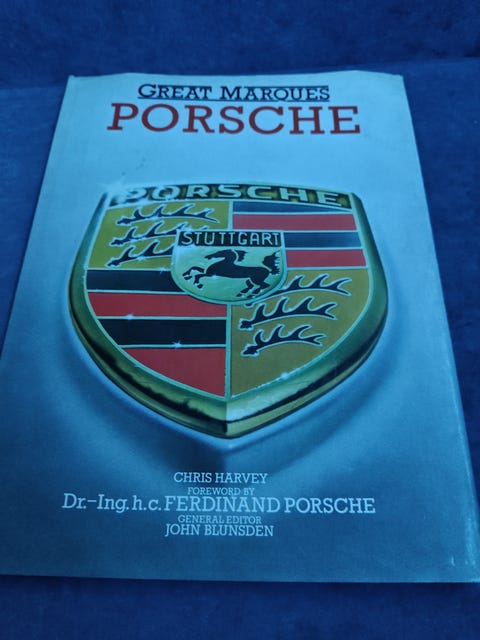 GREAT MARQUES
PORSCHE
PORSCHE
STUTTGART
CHRIS HARVEY
FOREWORD BY
Dr.-Ing. h.c. FERDINAND PORSCHE
GENERAL EDITOR
JOHN BLUNSDEN